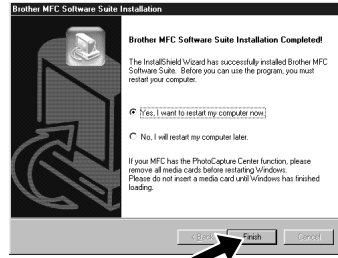 Brother MFC Software Suite Installation
Brother MFC Software Suite Installation Completed!
The InstallShield Wizard has successfully installed Brother MFC
Software Suite. Before you can use the program, you must
restart your computer.
Yes, I want to restart my computer now.
No, I will restart my computer later.
If your MFC has the PhotoCapture Center function, please
remove all media cards before restarting Windows.
Please do not insert a media card until Windows has finished
loading.
< Back Finish Cancel